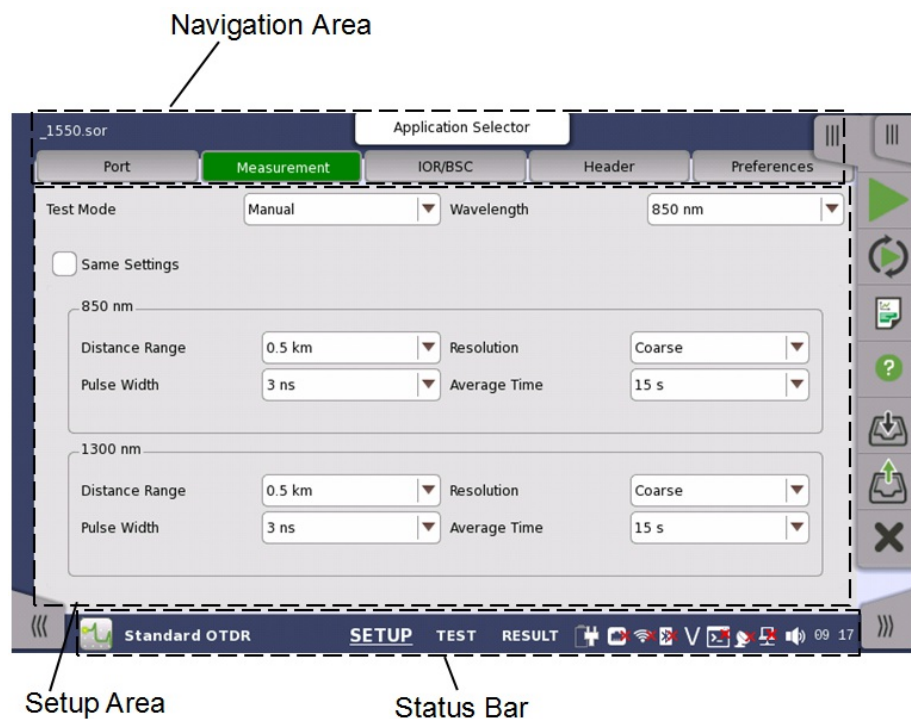 Navigation Area
_1550.sor
Application Selector
Port Measurement IOR/BSC Header Preferences
Test Mode Manual Wavelength 850 nm
Same Settings
850 nm
Distance Range 0.5 km Resolution Coarse
Pulse Width 3 ns Average Time 15 s
1300 nm
Distance Range 0.5 km Resolution Coarse
Pulse Width 3 ns Average Time 15 s
Standard OTDR SETUP TEST RESULT V 09 17
Setup Area
Status Bar